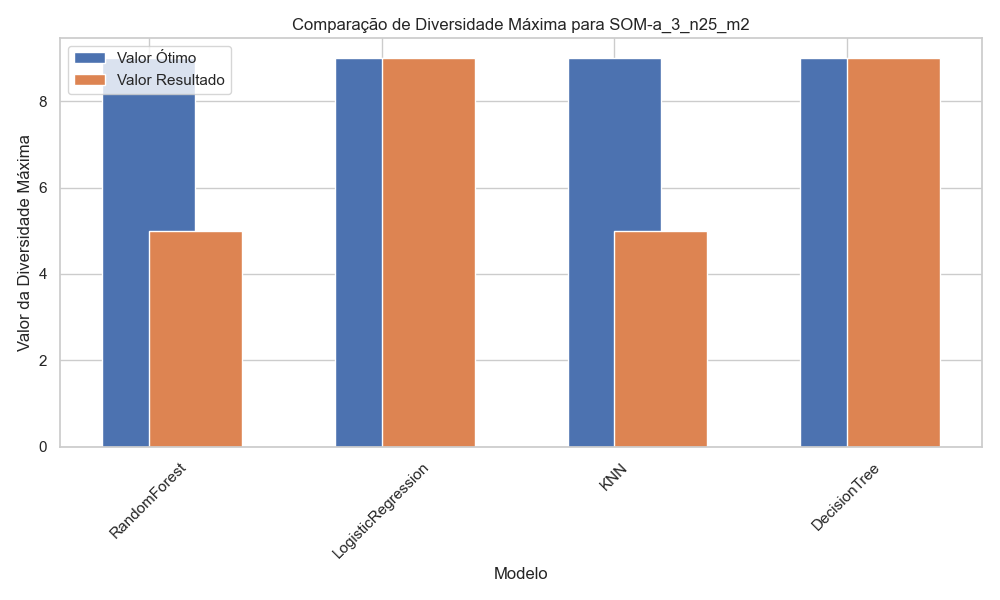 Comparação de Diversidade Máxima para SOM-a_3_n25_m2
Valor Ótimo
Valor Resultado
Valor da Diversidade Máxima
8
6
4
2
0
RandomForest
LogisticRegression
KNN
DecisionTree
Modelo